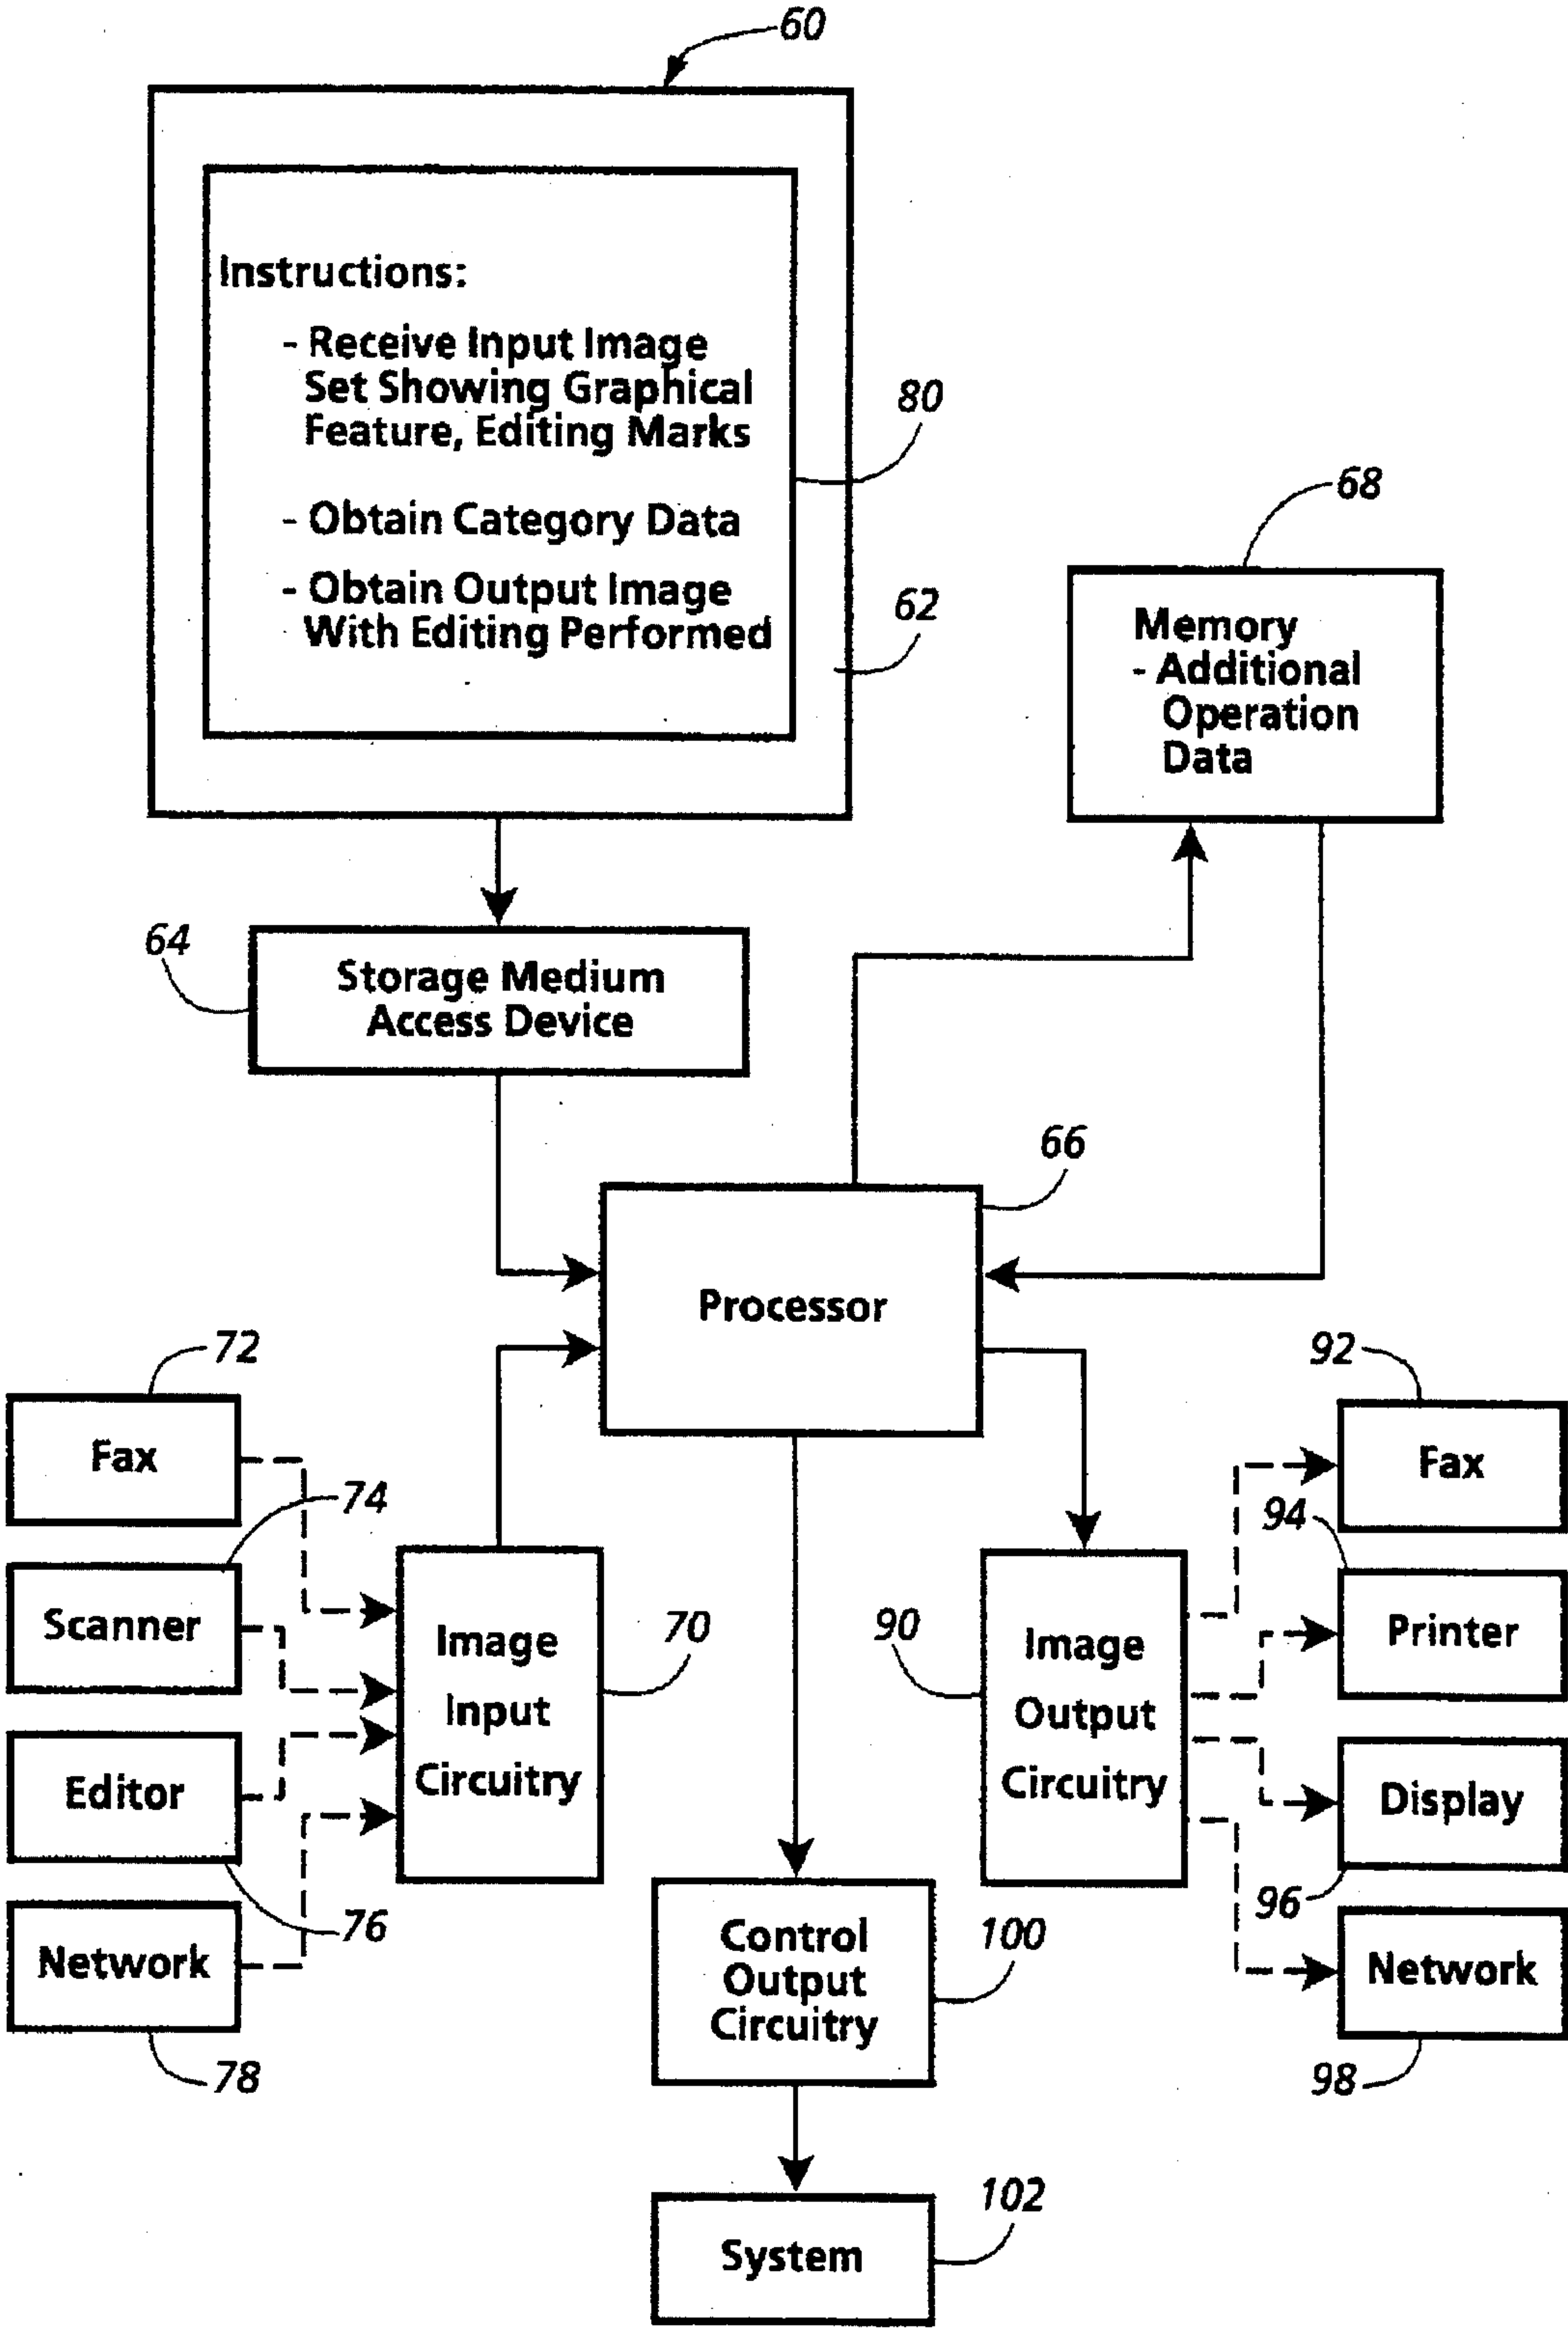 60
Instructions:
- Receive Input Image
Set Showing Graphical
Feature, Editing Marks
- Obtain Category Data
- Obtain Output Image
With Editing Performed
80
62
68
Memory
- Additional
Operation
Data
64
Storage Medium
Access Device
66
Processor
72
Fax
74
Scanner
Editor
76
Network
78
Image
Input
Circuitry
70
90
Image
Output
Circuitry
92
Fax
94
Printer
Display
96
Network
98
Control
Output
Circuitry
100
System
102